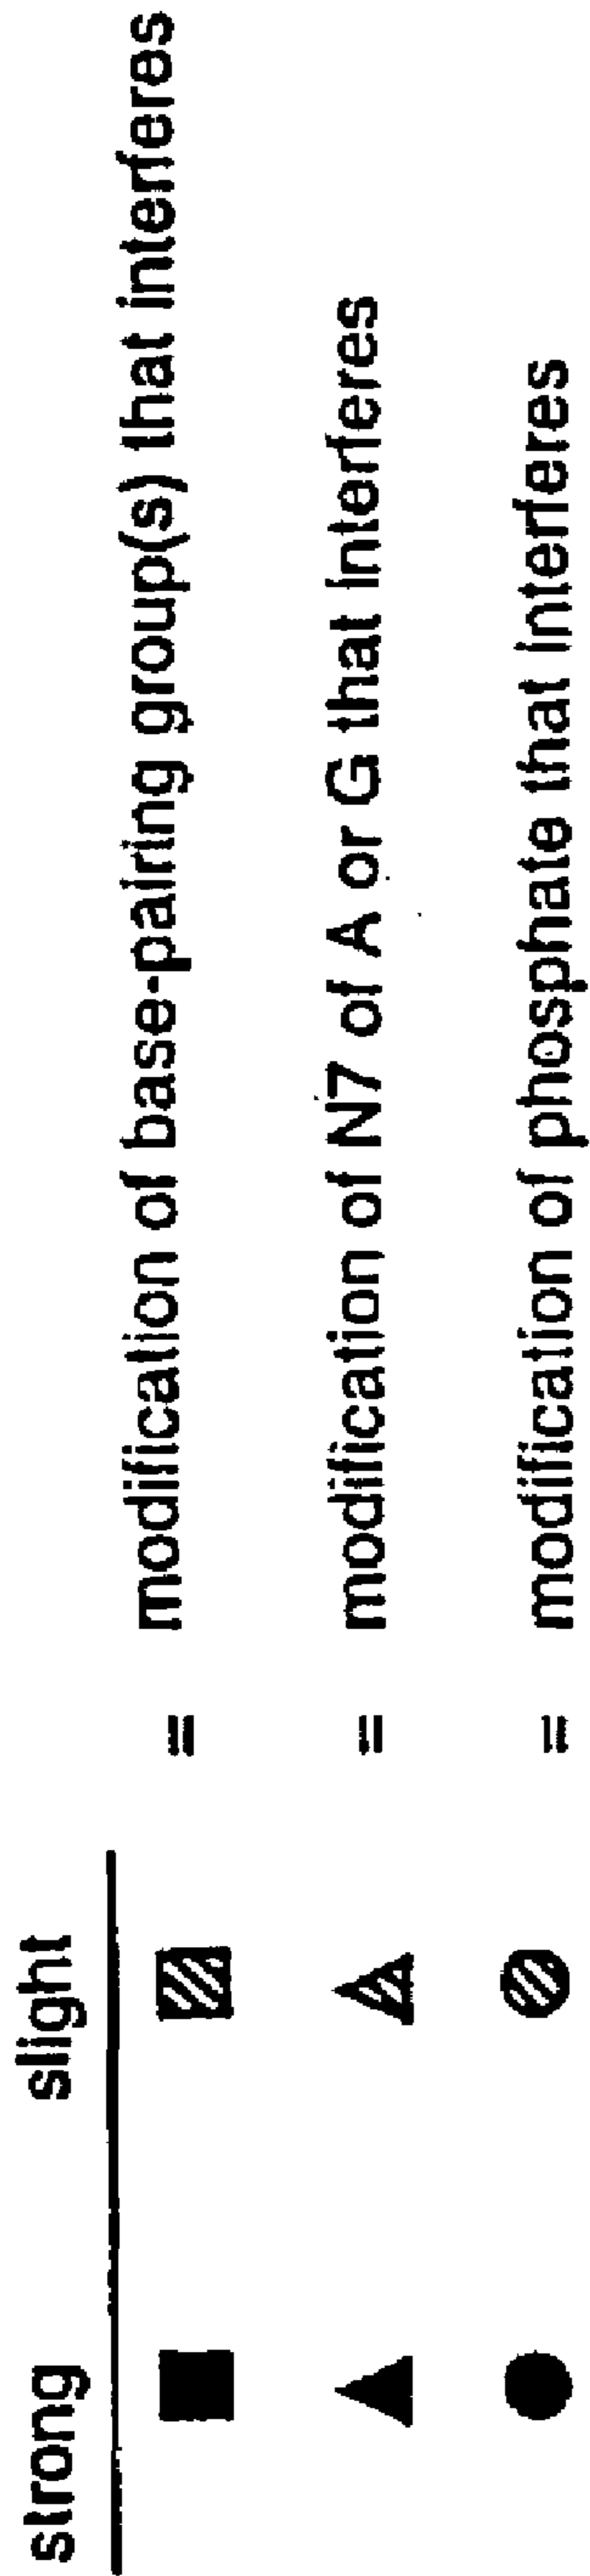 strong slight
■ ▨ = modification of base-pairing group(s) that interferes
▲ = modification of N7 of A or G that interferes
● = modification of phosphate that interferes